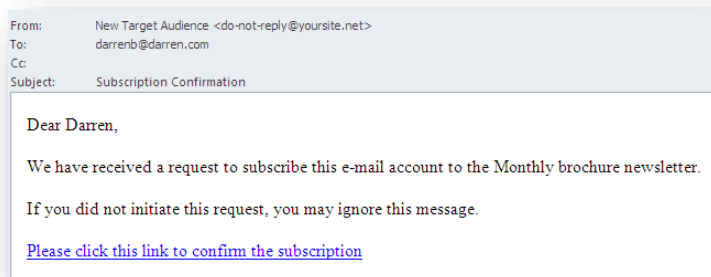 From: New Target Audience <do-not-reply@yoursite.net>
To: darrenb@darren.com
Cc:
Subject: Subscription Confirmation
Dear Darren,
We have received a request to subscribe this e-mail account to the Monthly brochure newsletter.
If you did not initiate this request, you may ignore this message.
Please click this link to confirm the subscription